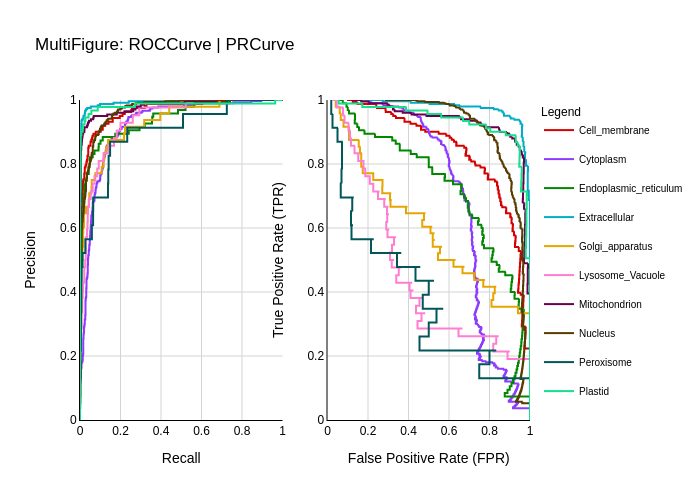 MultiFigure: ROCCurve | PRCurve
Precision
1
0.8
0.6
0.4
0.2
0
0 0.2 0.4 0.6 0.8 1
Recall
True Positive Rate (TPR)
1
0.8
0.6
0.4
0.2
0
0 0.2 0.4 0.6 0.8 1
False Positive Rate (FPR)
Legend
Cell_membrane
Cytoplasm
Endoplasmic_reticulum
Extracellular
Golgi_apparatus
Lysosome_Vacuole
Mitochondrion
Nucleus
Peroxisome
Plastid